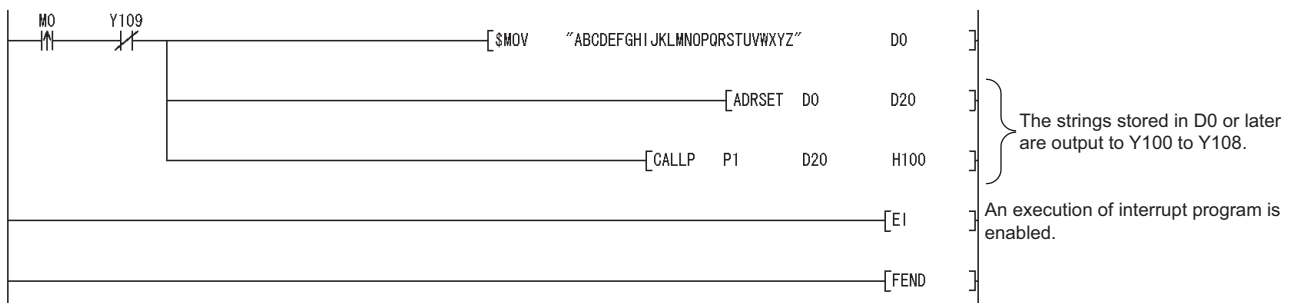 M0 Y109
$MOV "ABCDEFGHIJKLMNOPQRSTUVWXYZ" D0
ADRSET D0 D20
The strings stored in D0 or later
are output to Y100 to Y108.
CALLP P1 D20 H100
EI
An execution of interrupt program is
enabled.
FEND